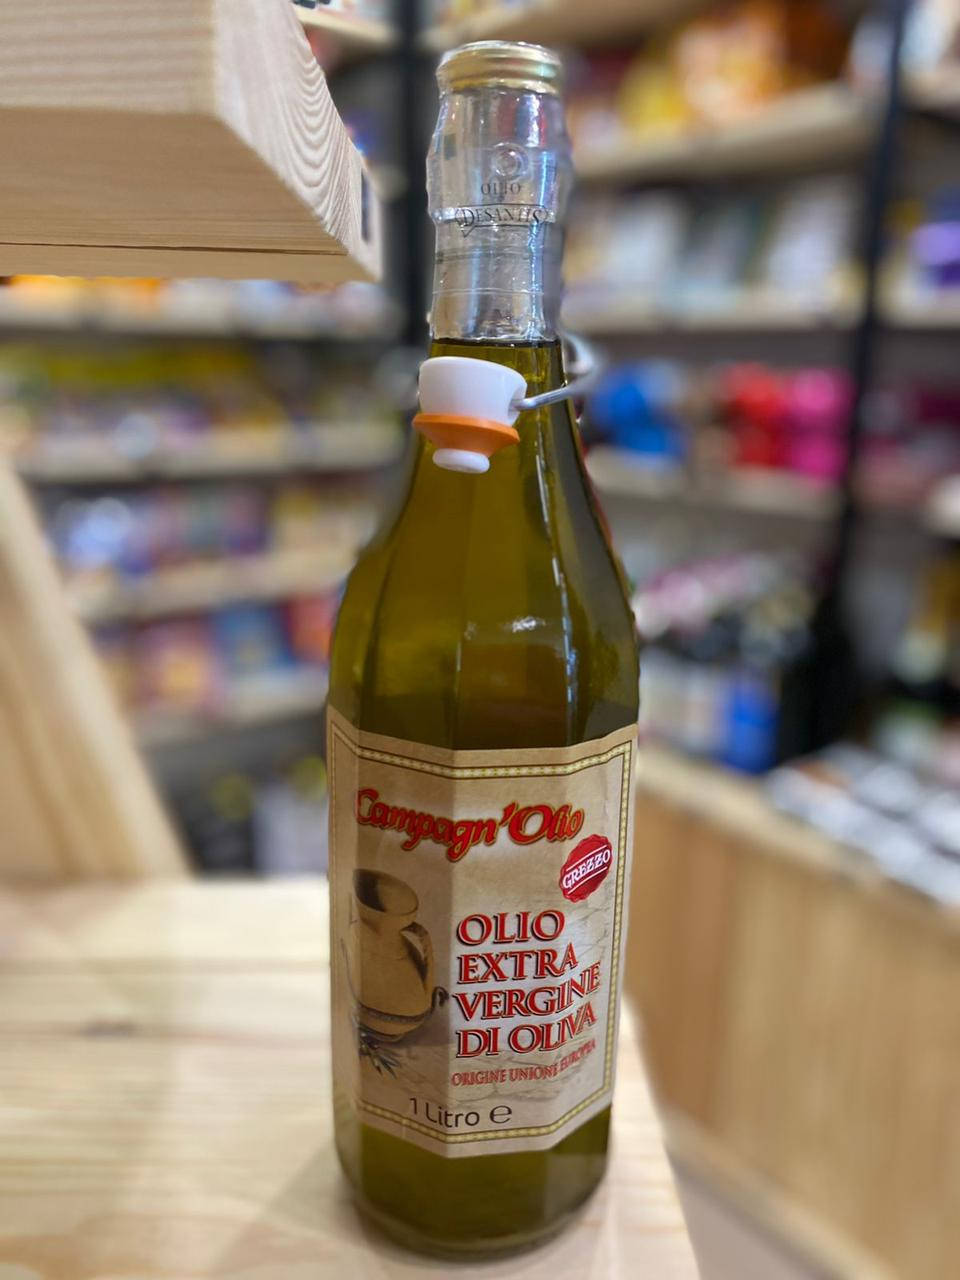 OLIO
DESANTIS
Campagn'Olio
GREZZO
OLIO
EXTRA
VERGINE
DI OLIVA
ORIGINE UNIONE EUROPEA
1 Litro ℮